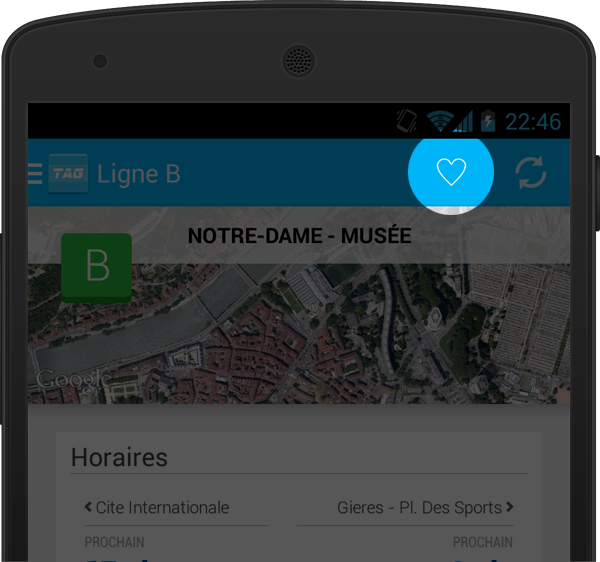 22:46
TAG Ligne B
NOTRE-DAME - MUSÉE
B
Google
Horaires
Cite Internationale Gieres - Pl. Des Sports
PROCHAIN PROCHAIN